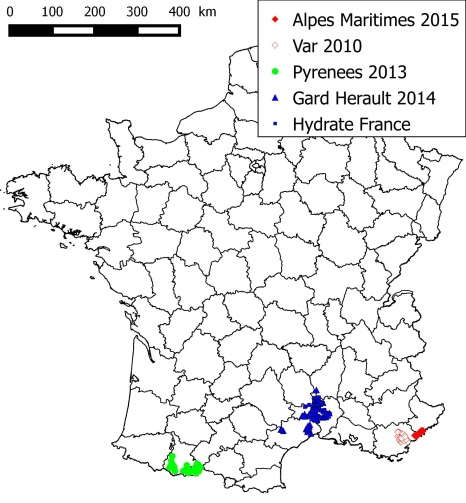 0 100 200 300 400 km
Alpes Maritimes 2015
Var 2010
Pyrenees 2013
Gard Herault 2014
Hydrate France